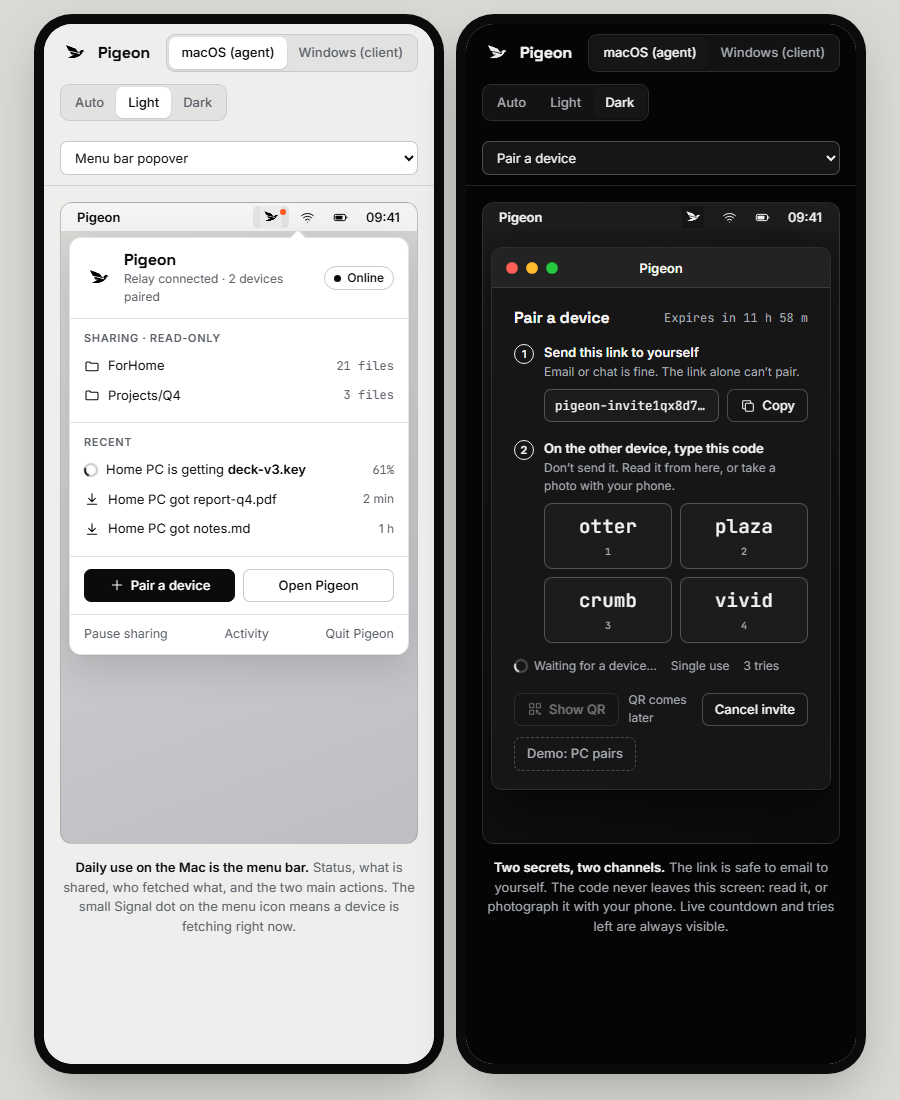 Pigeon
macOS (agent)
Windows (client)
Auto
Light
Dark
Menu bar popover
Pigeon
09:41
Pigeon
Relay connected · 2 devices
paired
Online
SHARING · READ-ONLY
ForHome
21 files
Projects/Q4
3 files
RECENT
Home PC is getting deck-v3.key
61%
Home PC got report-q4.pdf
2 min
Home PC got notes.md
1 h
Pair a device
Open Pigeon
Pause sharing
Activity
Quit Pigeon
Daily use on the Mac is the menu bar. Status, what is
shared, who fetched what, and the two main actions. The
small Signal dot on the menu icon means a device is
fetching right now.
Pigeon
macOS (agent)
Windows (client)
Auto
Light
Dark
Pair a device
Pigeon
09:41
Pigeon
Pair a device
Expires in 11 h 58 m
1
Send this link to yourself
Email or chat is fine. The link alone can't pair.
pigeon-invite1qx8d7…
Copy
2
On the other device, type this code
Don't send it. Read it from here, or take a
photo with your phone.
otter
1
plaza
2
crumb
3
vivid
4
Waiting for a device…
Single use
3 tries
Show QR
QR comes
later
Cancel invite
Demo: PC pairs
Two secrets, two channels. The link is safe to email to
yourself. The code never leaves this screen: read it, or
photograph it with your phone. Live countdown and tries
left are always visible.